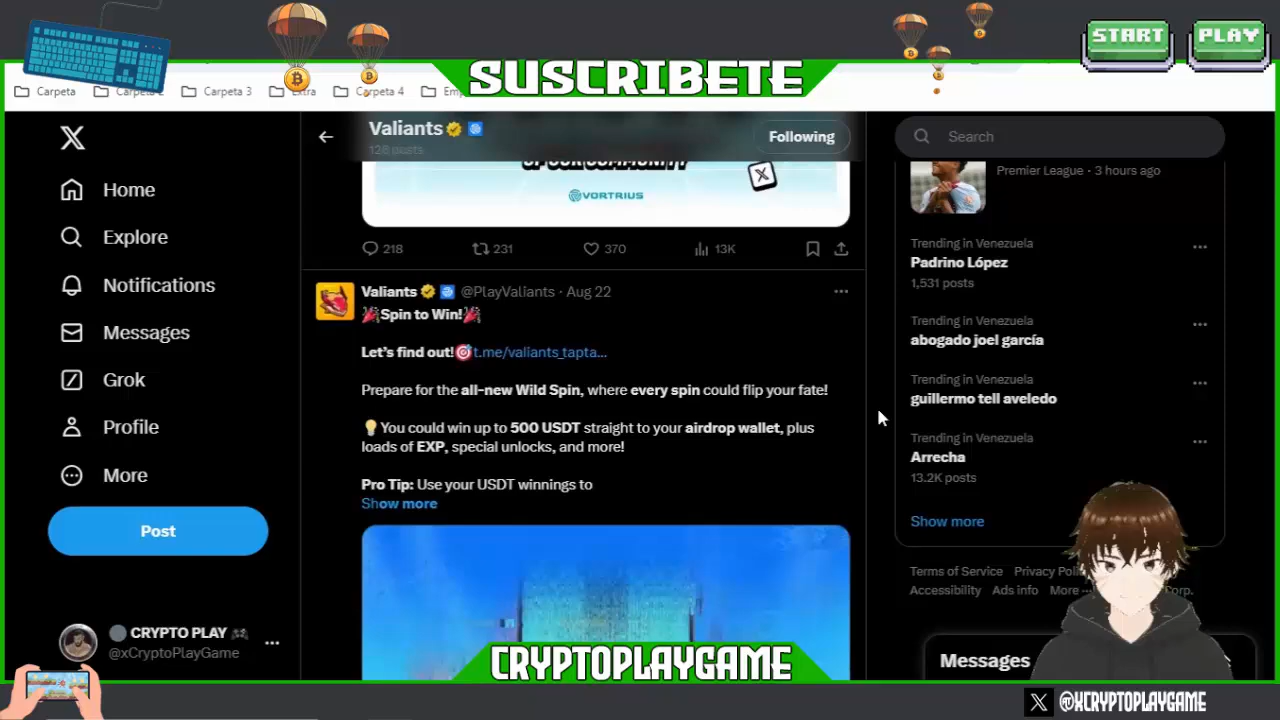 START
PLAY
SUSCRIBETE
Carpeta
Carpeta 2
Carpeta 3
Extra
Carpeta 4
Valiants
128 posts
Following
Search
Premier League · 3 hours ago
VORTRIUS
Home
Explore
Notifications
Messages
Grok
Profile
More
Post
CRYPTO PLAY
@xCryptoPlayGame
218
231
370
13K
Valiants @PlayValiants · Aug 22
🎉Spin to Win!🎉
Let's find out!🎯t.me/valiants_tapta...
Prepare for the all-new Wild Spin, where every spin could flip your fate!
💡You could win up to 500 USDT straight to your airdrop wallet, plus
loads of EXP, special unlocks, and more!
Pro Tip: Use your USDT winnings to
Show more
Trending in Venezuela
Padrino López
1,531 posts
Trending in Venezuela
abogado joel garcía
Trending in Venezuela
guillermo tell aveledo
Trending in Venezuela
Arrecha
13.2K posts
Show more
Terms of Service
Accessibility
Ads info
More
Corp.
Messages
CRYPTOPLAYGAME
@XCRYPTOPLAYGAME